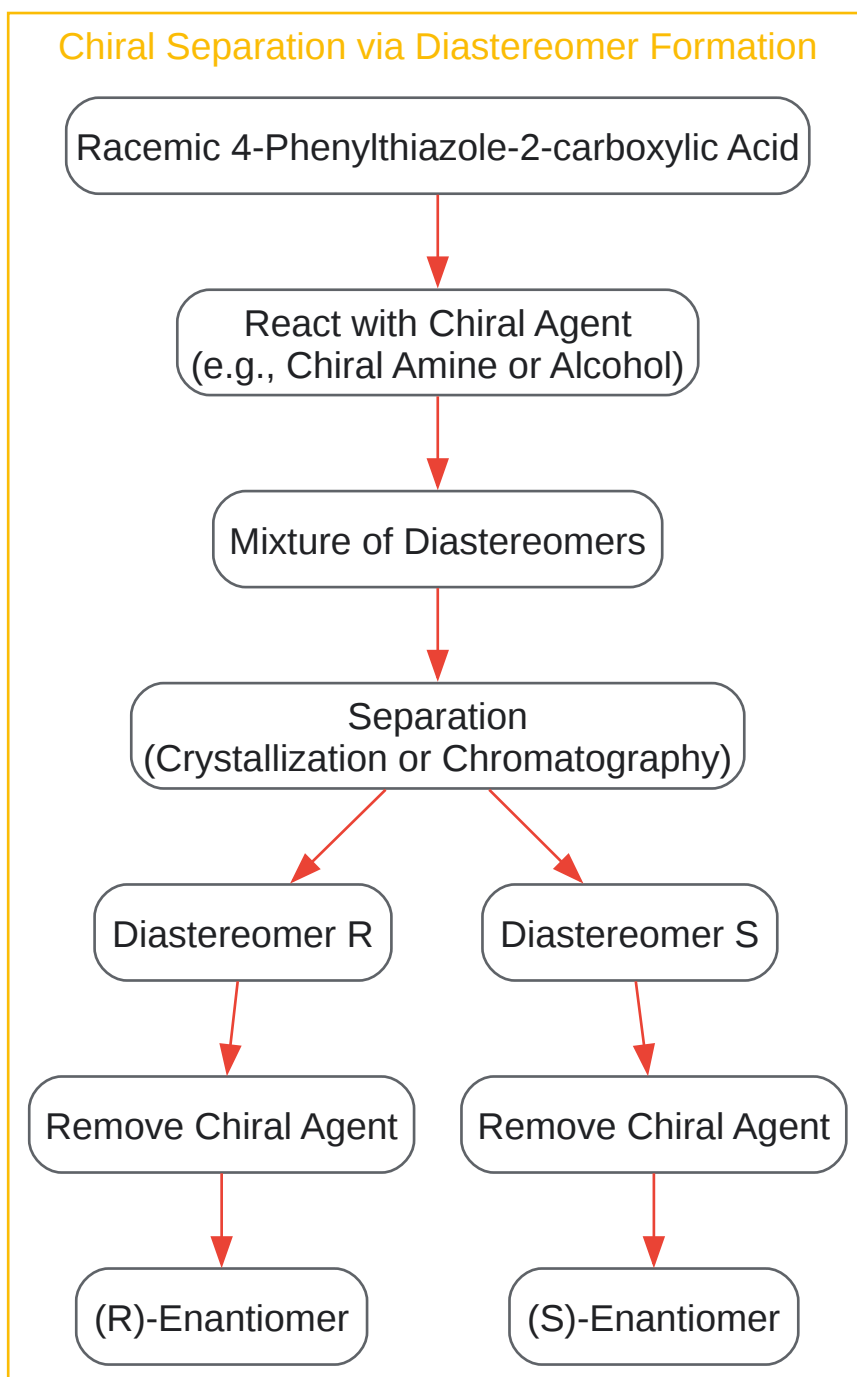 Chiral Separation via Diastereomer Formation
Racemic 4-Phenylthiazole-2-carboxylic Acid
React with Chiral Agent
(e.g., Chiral Amine or Alcohol)
Mixture of Diastereomers
Separation
(Crystallization or Chromatography)
Diastereomer R
Diastereomer S
Remove Chiral Agent
Remove Chiral Agent
(R)-Enantiomer
(S)-Enantiomer